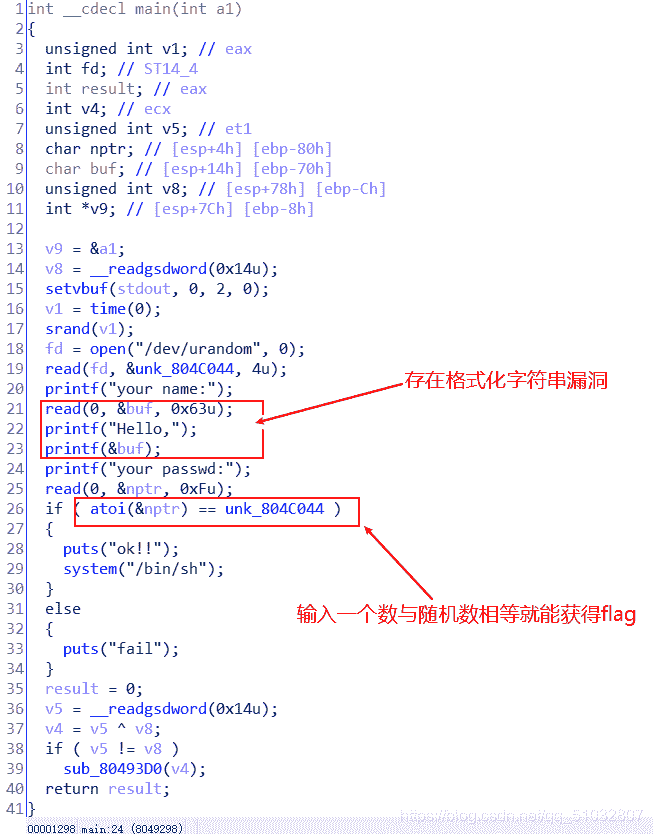 1 int __cdecl main(int a1)
2 {
3 unsigned int v1; // eax
4 int fd; // ST14_4
5 int result; // eax
6 int v4; // ecx
7 unsigned int v5; // et1
8 char nptr; // [esp+4h] [ebp-80h]
9 char buf; // [esp+14h] [ebp-70h]
10 unsigned int v8; // [esp+78h] [ebp-Ch]
11 int *v9; // [esp+7Ch] [ebp-8h]
12
13 v9 = &a1;
14 v8 = __readgsdword(0x14u);
15 setvbuf(stdout, 0, 2, 0);
16 v1 = time(0);
17 srand(v1);
18 fd = open("/dev/urandom", 0);
19 read(fd, &unk_804C044, 4u);
20 printf("your name:");
存在格式化字符串漏洞
21 read(0, &buf, 0x63u);
22 printf("Hello,");
23 printf(&buf);
24 printf("your passwd:");
25 read(0, &nptr, 0xFu);
26 if ( atoi(&nptr) == unk_804C044 )
27 {
28 puts("ok!!");
29 system("/bin/sh");
30 }
31 else
输入一个数与随机数相等就能获得flag
32 {
33 puts("fail");
34 }
35 result = 0;
36 v5 = __readgsdword(0x14u);
37 v4 = v5 ^ v8;
38 if ( v5 != v8 )
39 sub_80493D0(v4);
40 return result;
41 }
https://blog.csdn.net/qq_51032807
00001298 main:24 (8049298)